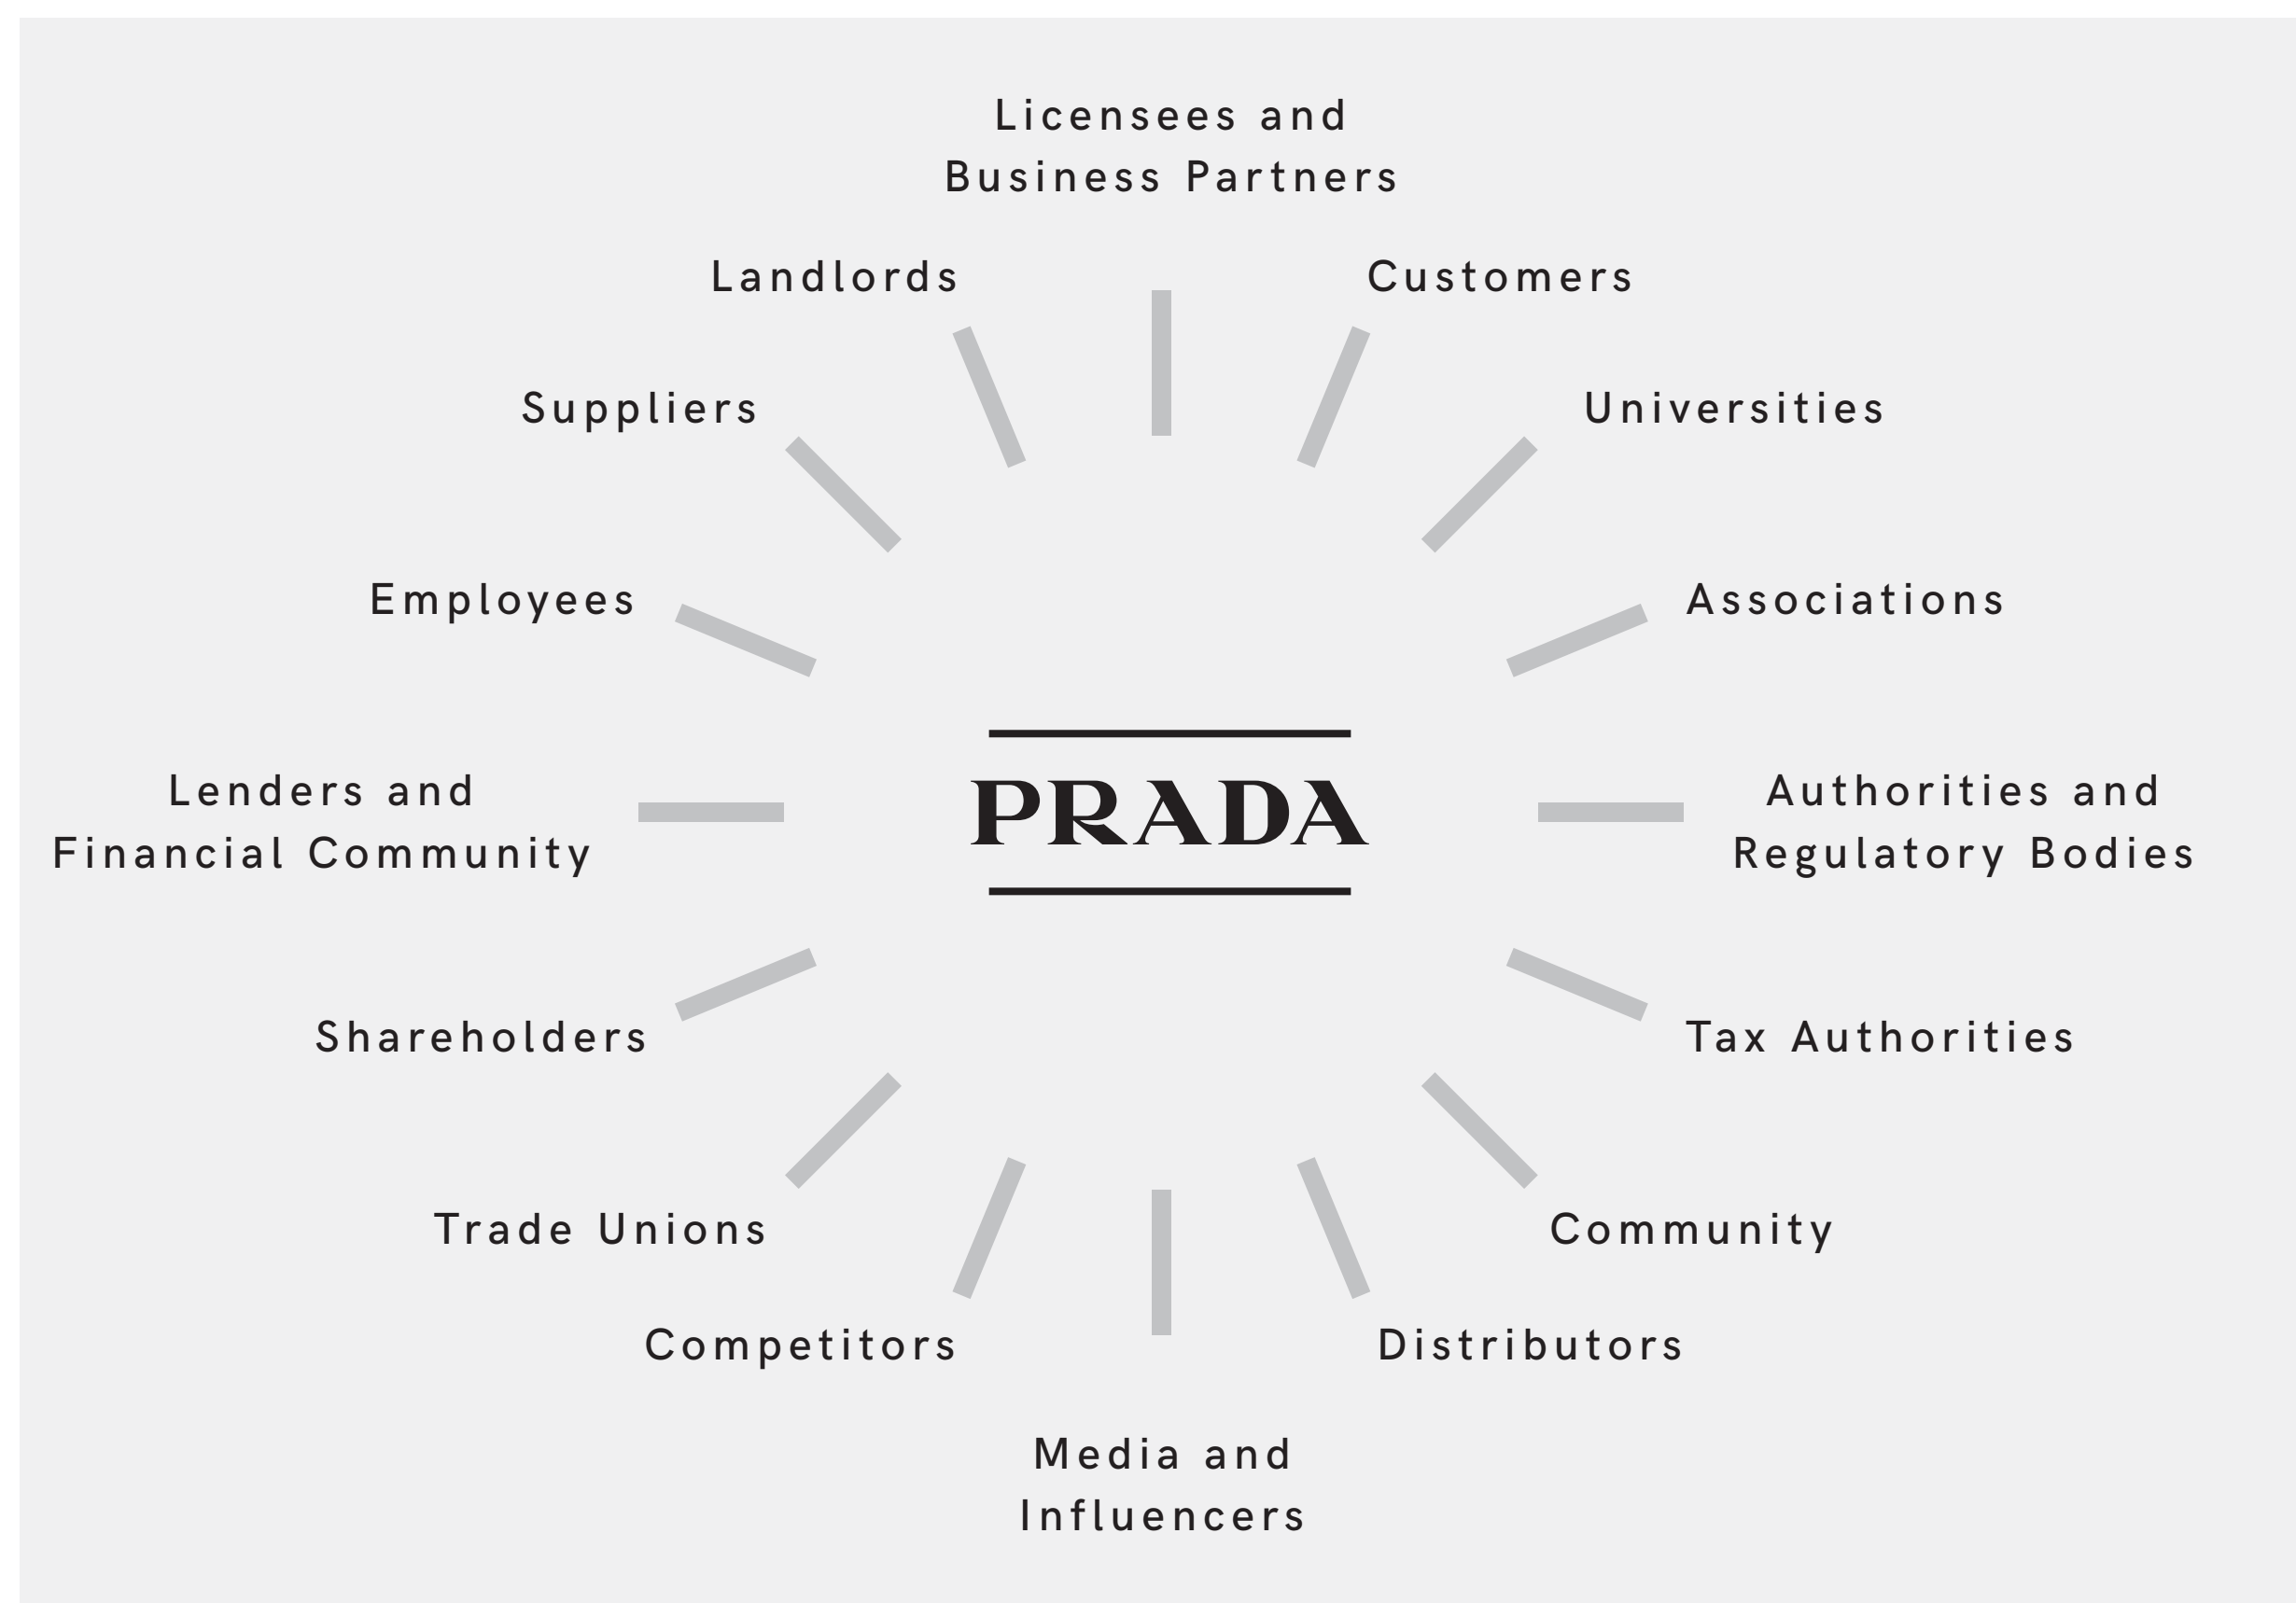 Licensees and
Business Partners
Landlords
Customers
Suppliers
Universities
Employees
Associations
PRADA
Lenders and
Financial Community
Authorities and
Regulatory Bodies
Shareholders
Tax Authorities
Trade Unions
Community
Competitors
Distributors
Media and
Influencers